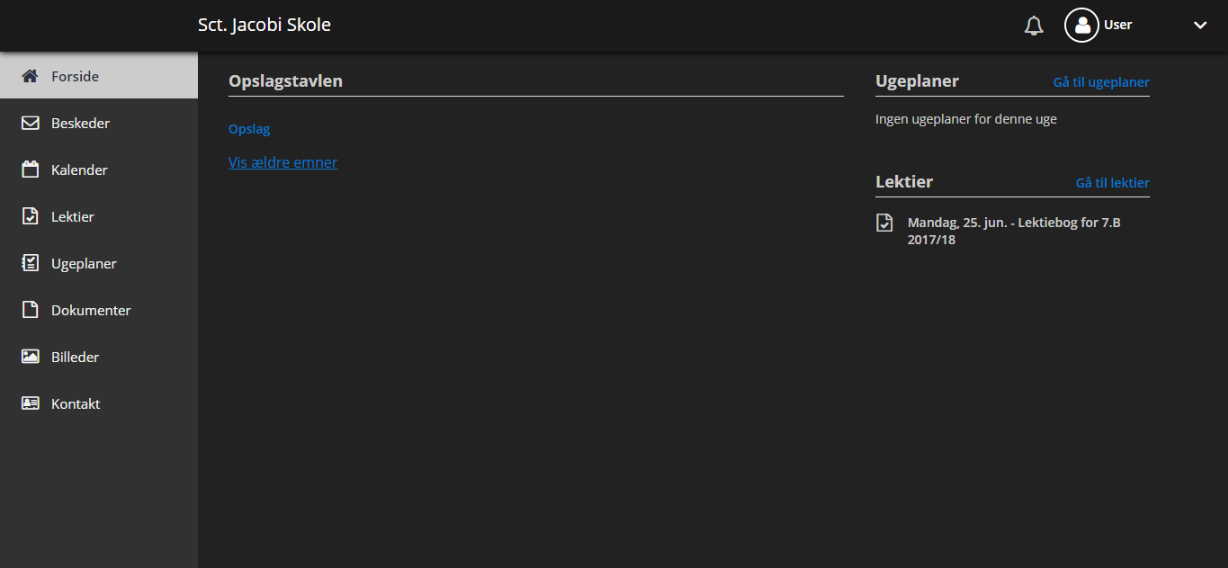 Sct. Jacobi Skole
User
Forside
Beskeder
Kalender
Lektier
Ugeplaner
Dokumenter
Billeder
Kontakt
Opslagstavlen
Opslag
Vis ældre emner
Ugeplaner
Gå til ugeplaner
Ingen ugeplaner for denne uge
Lektier
Gå til lektier
Mandag, 25. jun. - Lektiebog for 7.B
2017/18